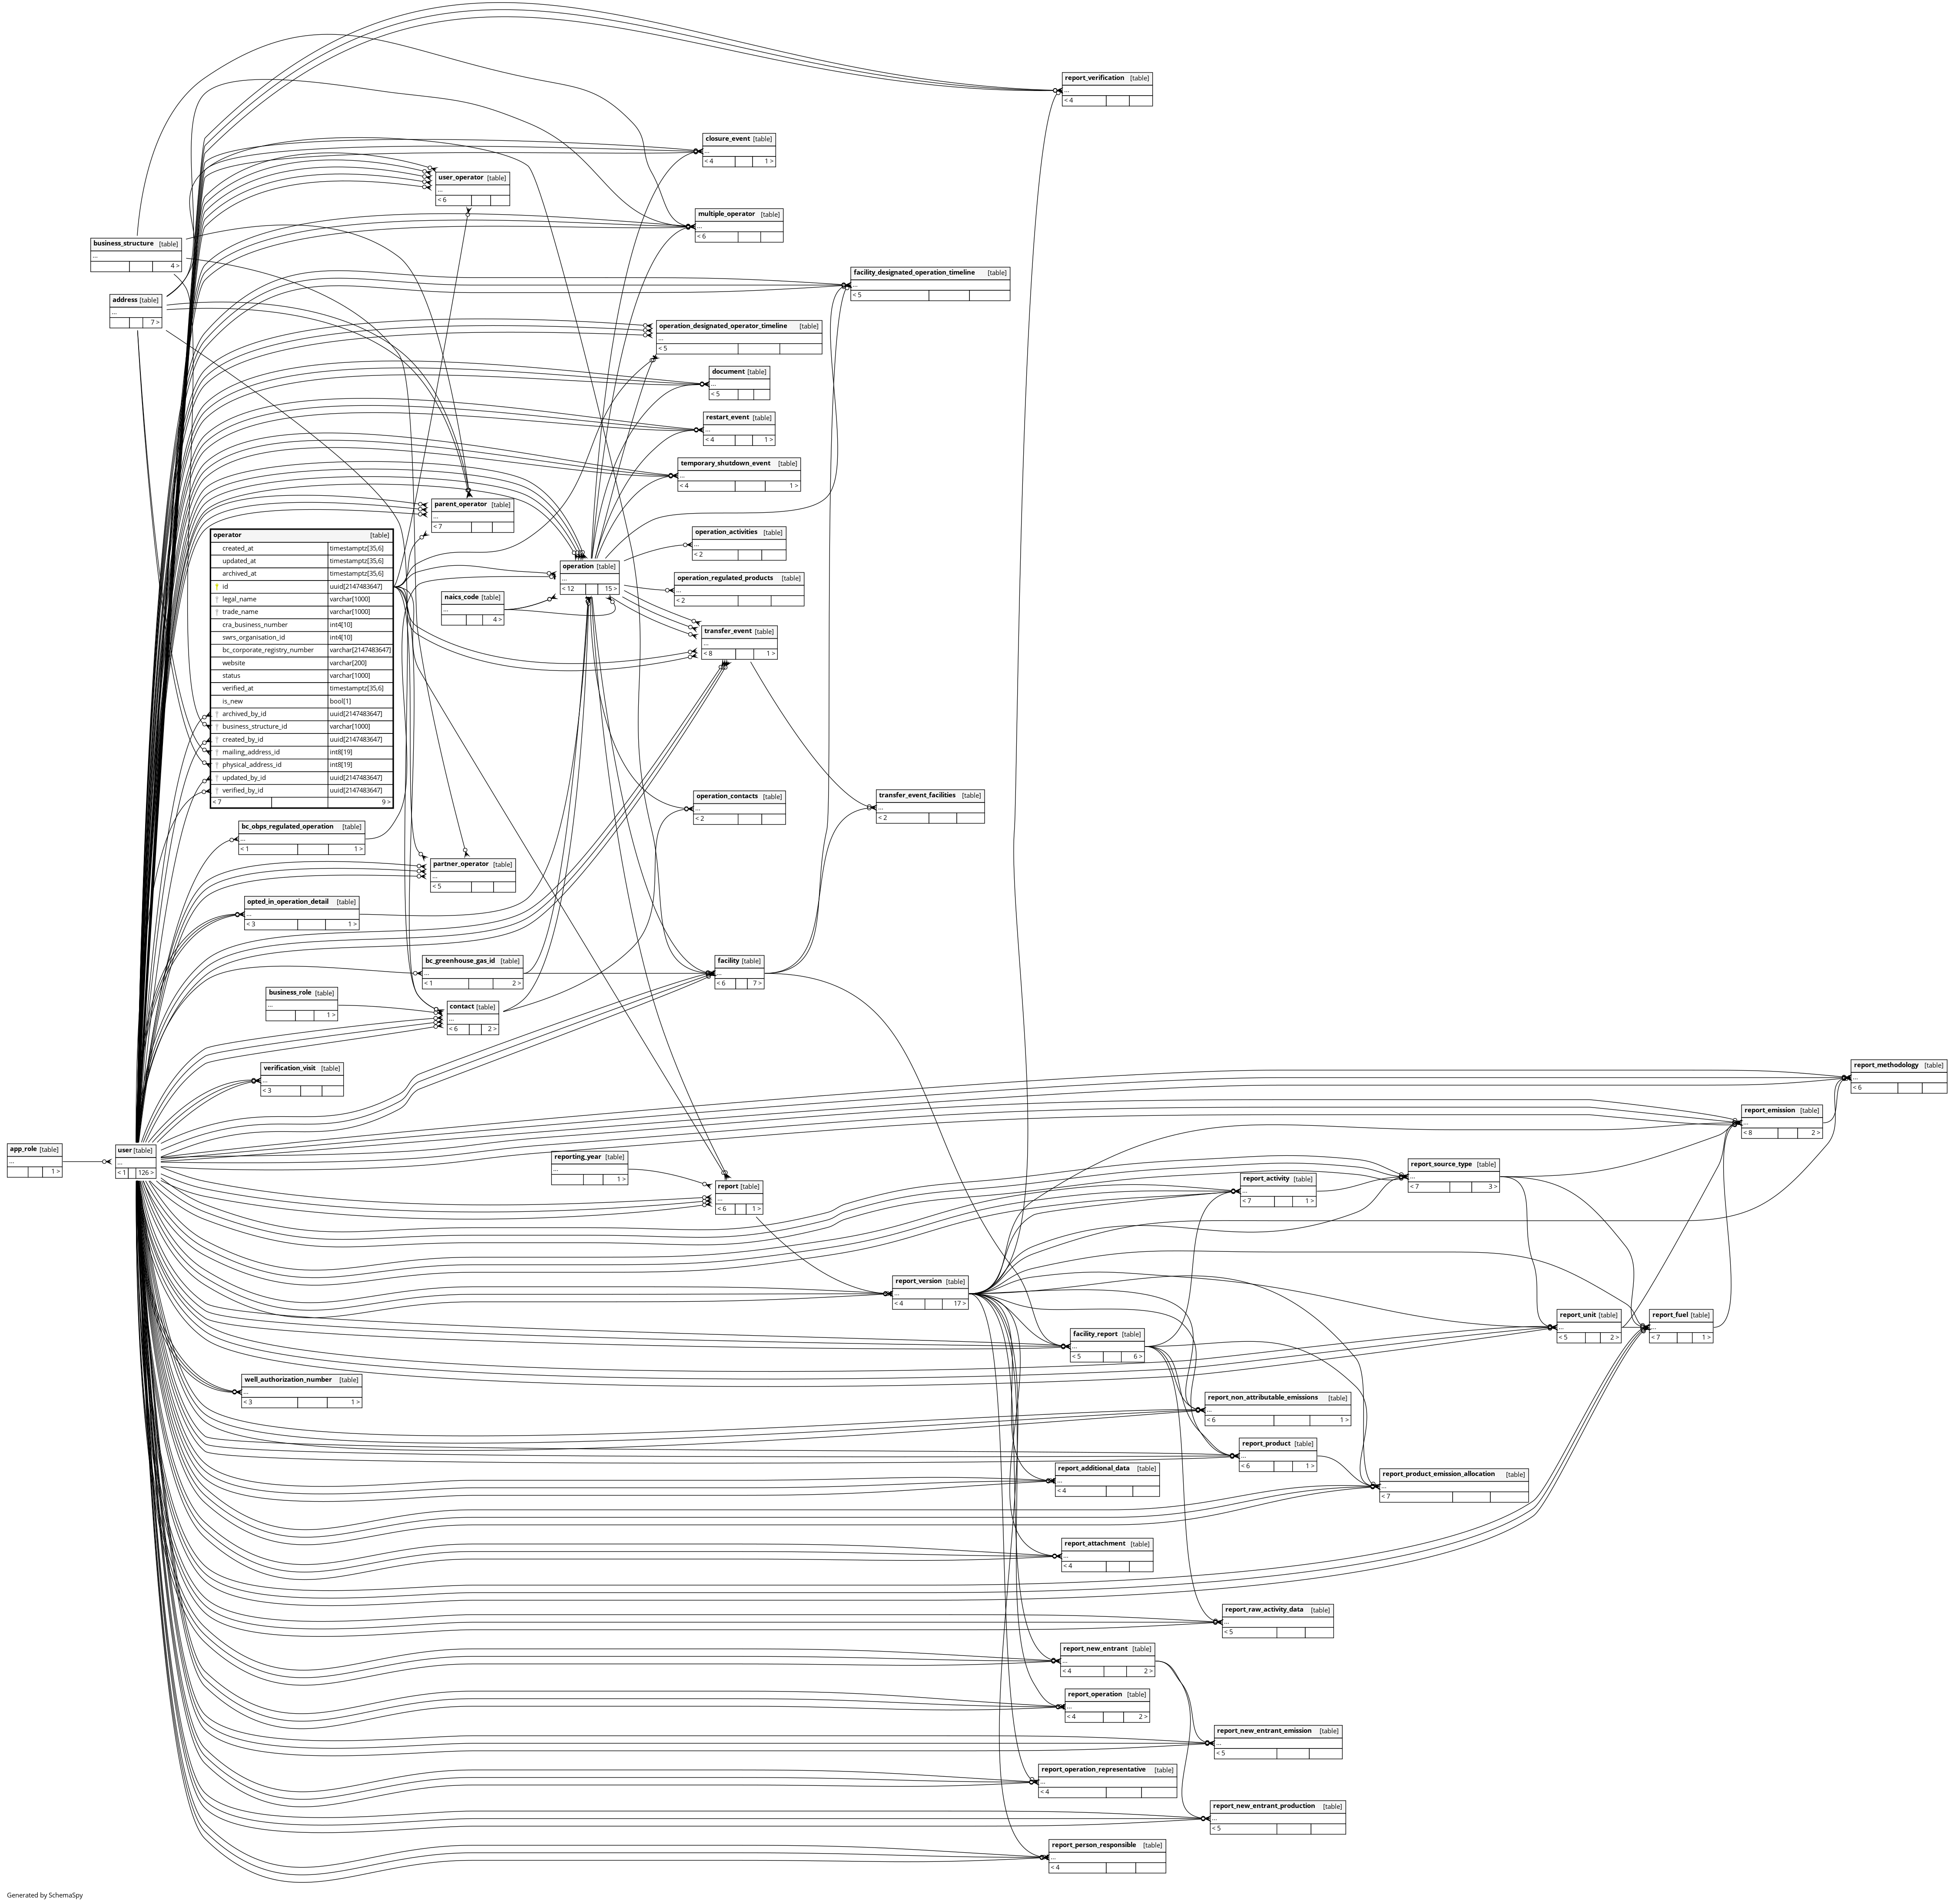 report_verification [table]
...
< 4
closure_event [table]
...
< 4 1 >
user_operator [table]
...
< 6
multiple_operator [table]
...
< 6
business_structure [table]
...
4 >
facility_designated_operation_timeline [table]
...
< 5
address [table]
...
7 >
operation_designated_operator_timeline [table]
...
< 5
document [table]
...
< 5
restart_event [table]
...
< 4 1 >
temporary_shutdown_event [table]
...
< 4 1 >
parent_operator [table]
...
< 7
operation_activities [table]
...
< 2
operator [table]
created_at timestamptz[35,6]
updated_at timestamptz[35,6]
archived_at timestamptz[35,6]
id uuid[2147483647]
legal_name varchar[1000]
trade_name varchar[1000]
cra_business_number int4[10]
swrs_organisation_id int4[10]
bc_corporate_registry_number varchar[2147483647]
website varchar[200]
status varchar[1000]
verified_at timestamptz[35,6]
is_new bool[1]
archived_by_id uuid[2147483647]
business_structure_id varchar[1000]
created_by_id uuid[2147483647]
mailing_address_id int8[19]
physical_address_id int8[19]
updated_by_id uuid[2147483647]
verified_by_id uuid[2147483647]
< 7 9 >
operation [table]
...
< 12 15 >
operation_regulated_products [table]
...
< 2
naics_code [table]
...
4 >
transfer_event [table]
...
< 8 1 >
operation_contacts [table]
...
< 2
transfer_event_facilities [table]
...
< 2
bc_obps_regulated_operation [table]
...
< 1 1 >
partner_operator [table]
...
< 5
opted_in_operation_detail [table]
...
< 3 1 >
bc_greenhouse_gas_id [table]
...
< 1 2 >
facility [table]
...
< 6 7 >
business_role [table]
...
1 >
contact [table]
...
< 6 2 >
verification_visit [table]
...
< 3
report_methodology [table]
...
< 6
report_emission [table]
...
< 8 2 >
app_role [table]
...
1 >
user [table]
...
< 1 126 >
reporting_year [table]
...
1 >
report_source_type [table]
...
< 7 3 >
report_activity [table]
...
< 7 1 >
report [table]
...
< 6 1 >
report_version [table]
...
< 4 17 >
report_unit [table]
...
< 5 2 >
report_fuel [table]
...
< 7 1 >
facility_report [table]
...
< 5 6 >
well_authorization_number [table]
...
< 3 1 >
report_non_attributable_emissions [table]
...
< 6 1 >
report_product [table]
...
< 6 1 >
report_additional_data [table]
...
< 4
report_product_emission_allocation [table]
...
< 7
report_attachment [table]
...
< 4
report_raw_activity_data [table]
...
< 5
report_new_entrant [table]
...
< 4 2 >
report_operation [table]
...
< 4 2 >
report_new_entrant_emission [table]
...
< 5
report_operation_representative [table]
...
< 4
report_new_entrant_production [table]
...
< 5
report_person_responsible [table]
...
< 4
Generated by SchemaSpy